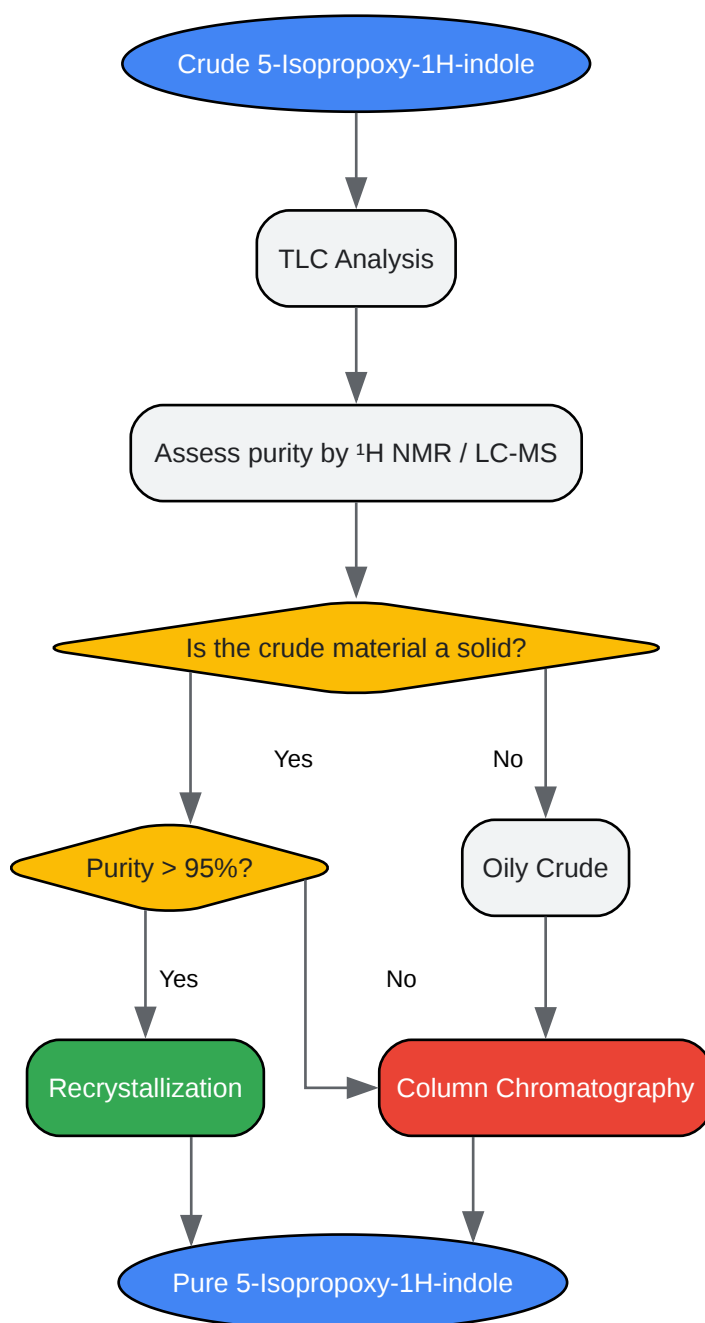 Crude 5-Isopropoxy-1H-indole
TLC Analysis
Assess purity by ¹H NMR / LC-MS
Is the crude material a solid?
Yes
No
Purity > 95%?
Oily Crude
Yes
No
Recrystallization
Column Chromatography
Pure 5-Isopropoxy-1H-indole